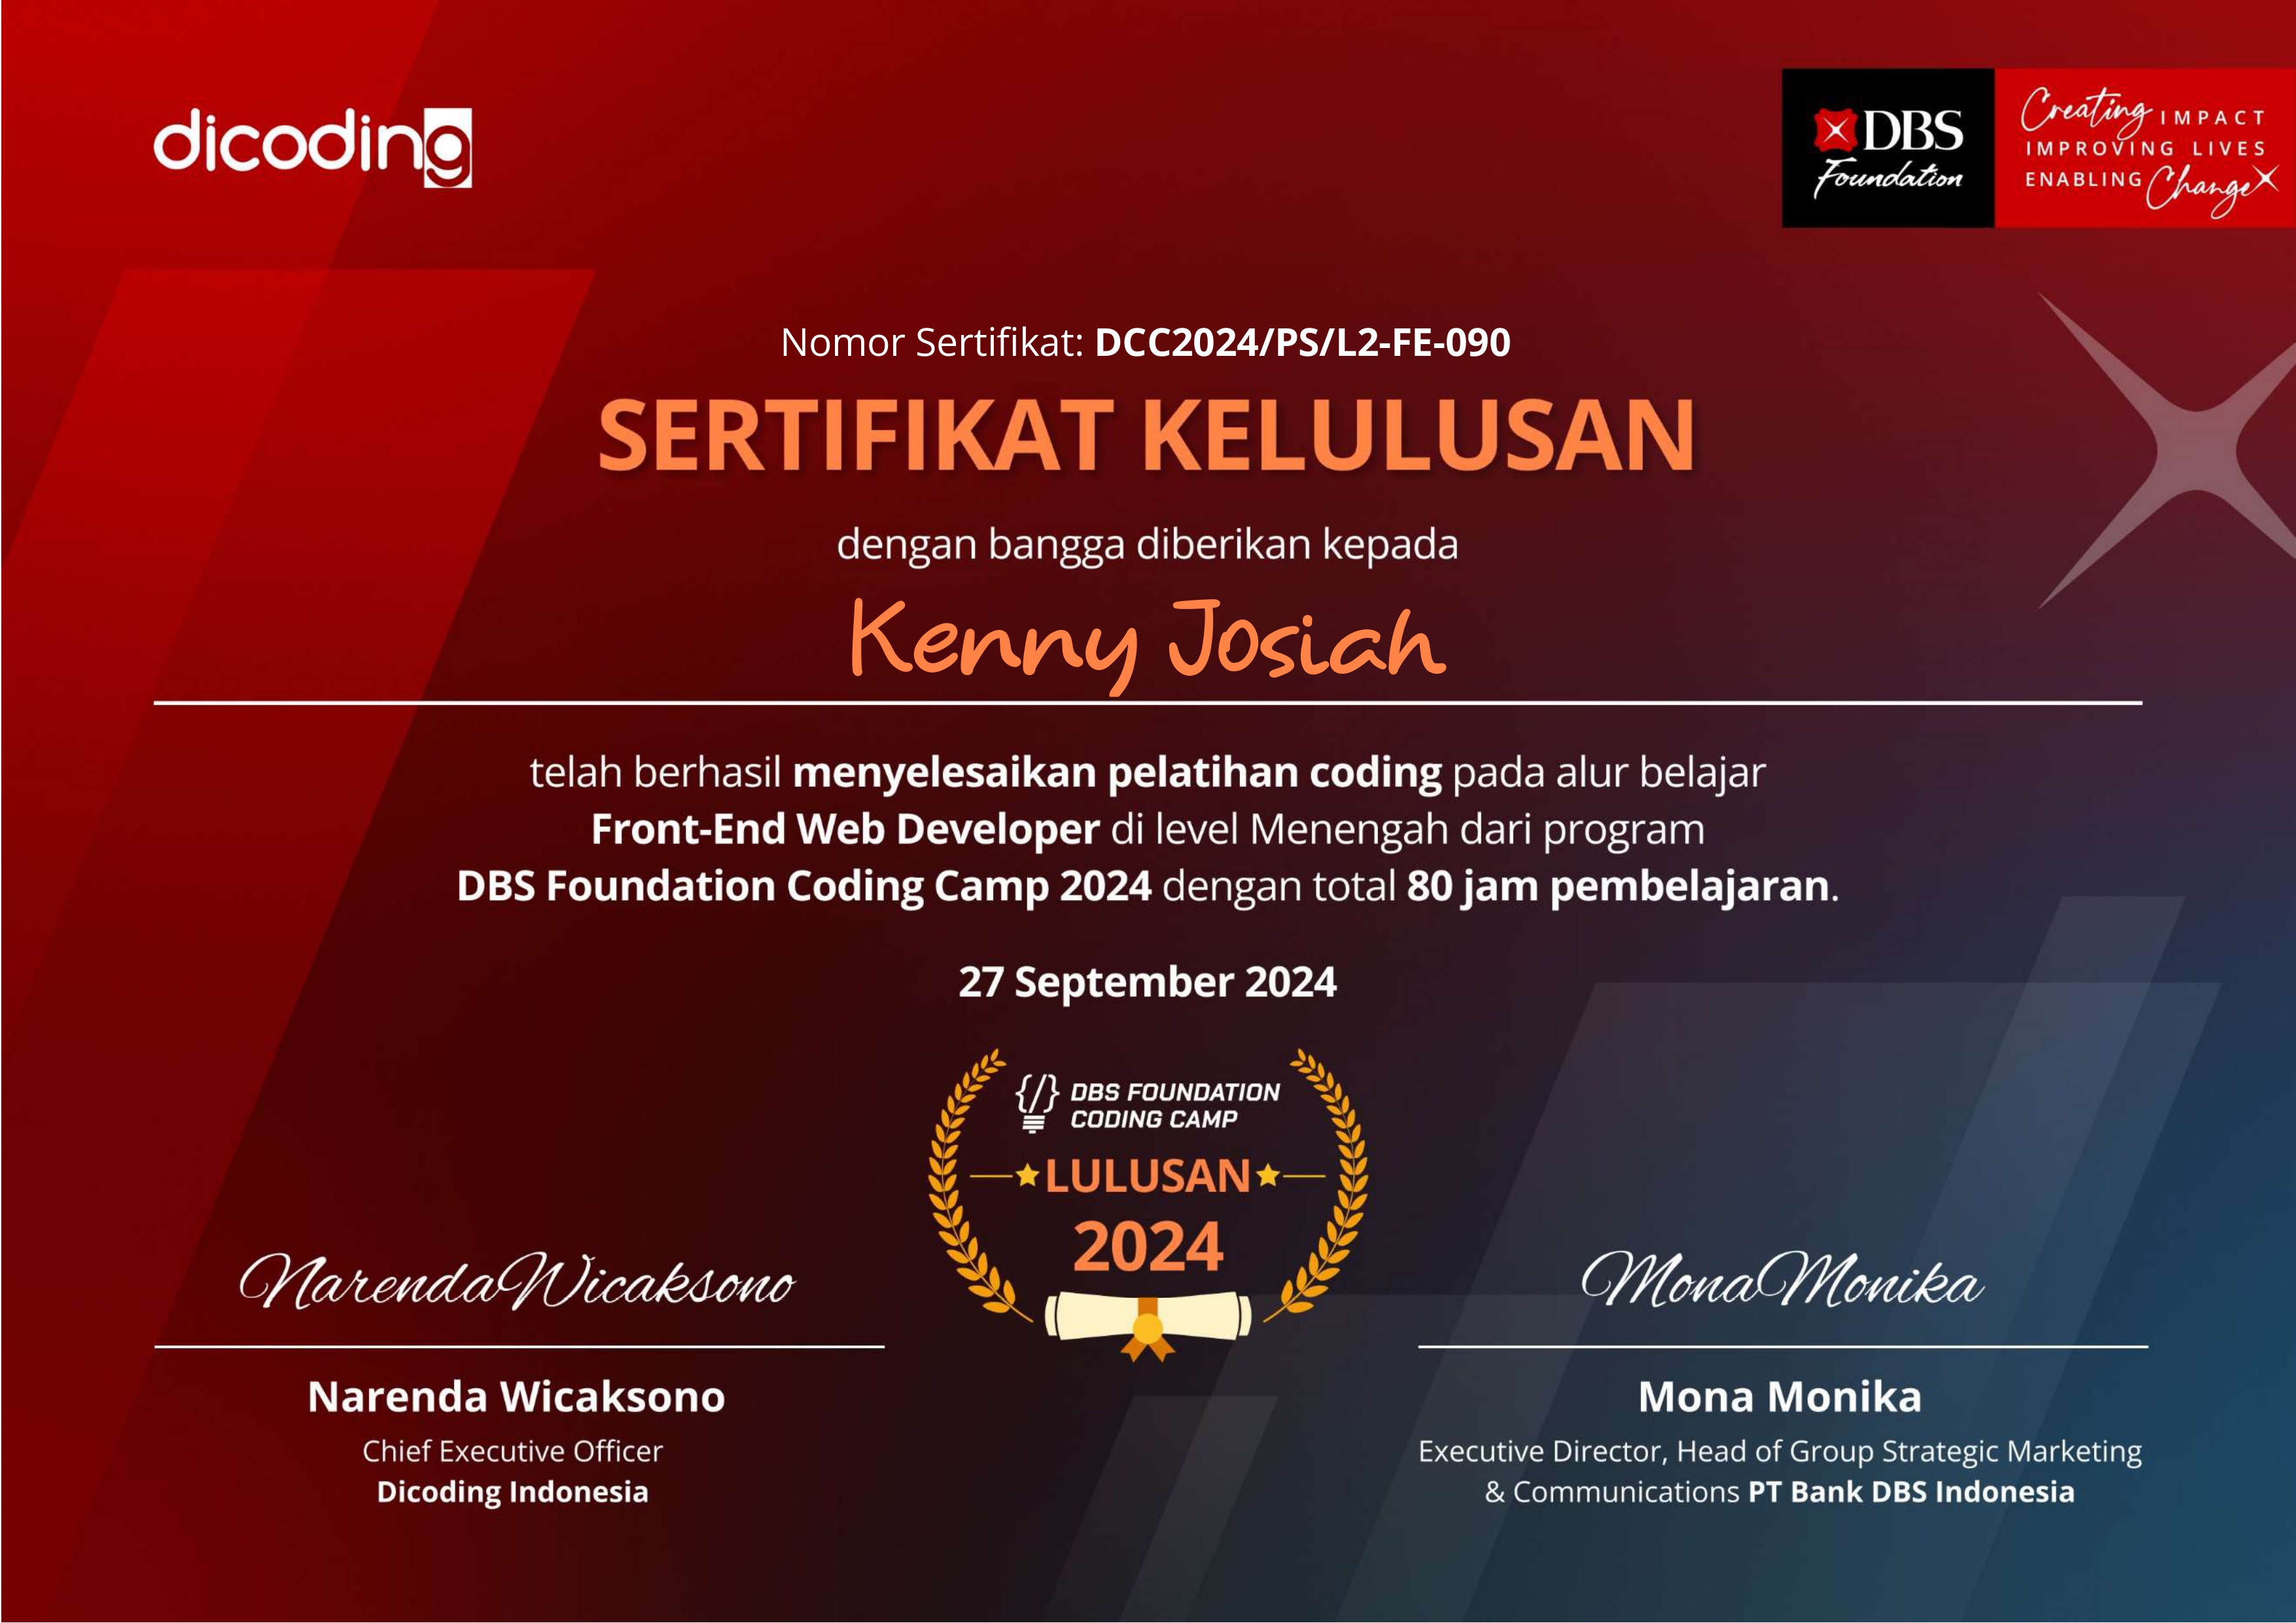 dicoding
DBS
Foundation
Creating IMPACT
IMPROVING LIVES
ENABLING Change
Nomor Sertifikat: DCC2024/PS/L2-FE-090
SERTIFIKAT KELULUSAN
dengan bangga diberikan kepada
Kenny Josiah
telah berhasil menyelesaikan pelatihan coding pada alur belajar
Front-End Web Developer di level Menengah dari program
DBS Foundation Coding Camp 2024 dengan total 80 jam pembelajaran.
27 September 2024
{/} DBS FOUNDATION
CODING CAMP
LULUSAN
2024
Narenda Wicaksono
Narenda Wicaksono
Chief Executive Officer
Dicoding Indonesia
Mona Monika
Mona Monika
Executive Director, Head of Group Strategic Marketing
& Communications PT Bank DBS Indonesia